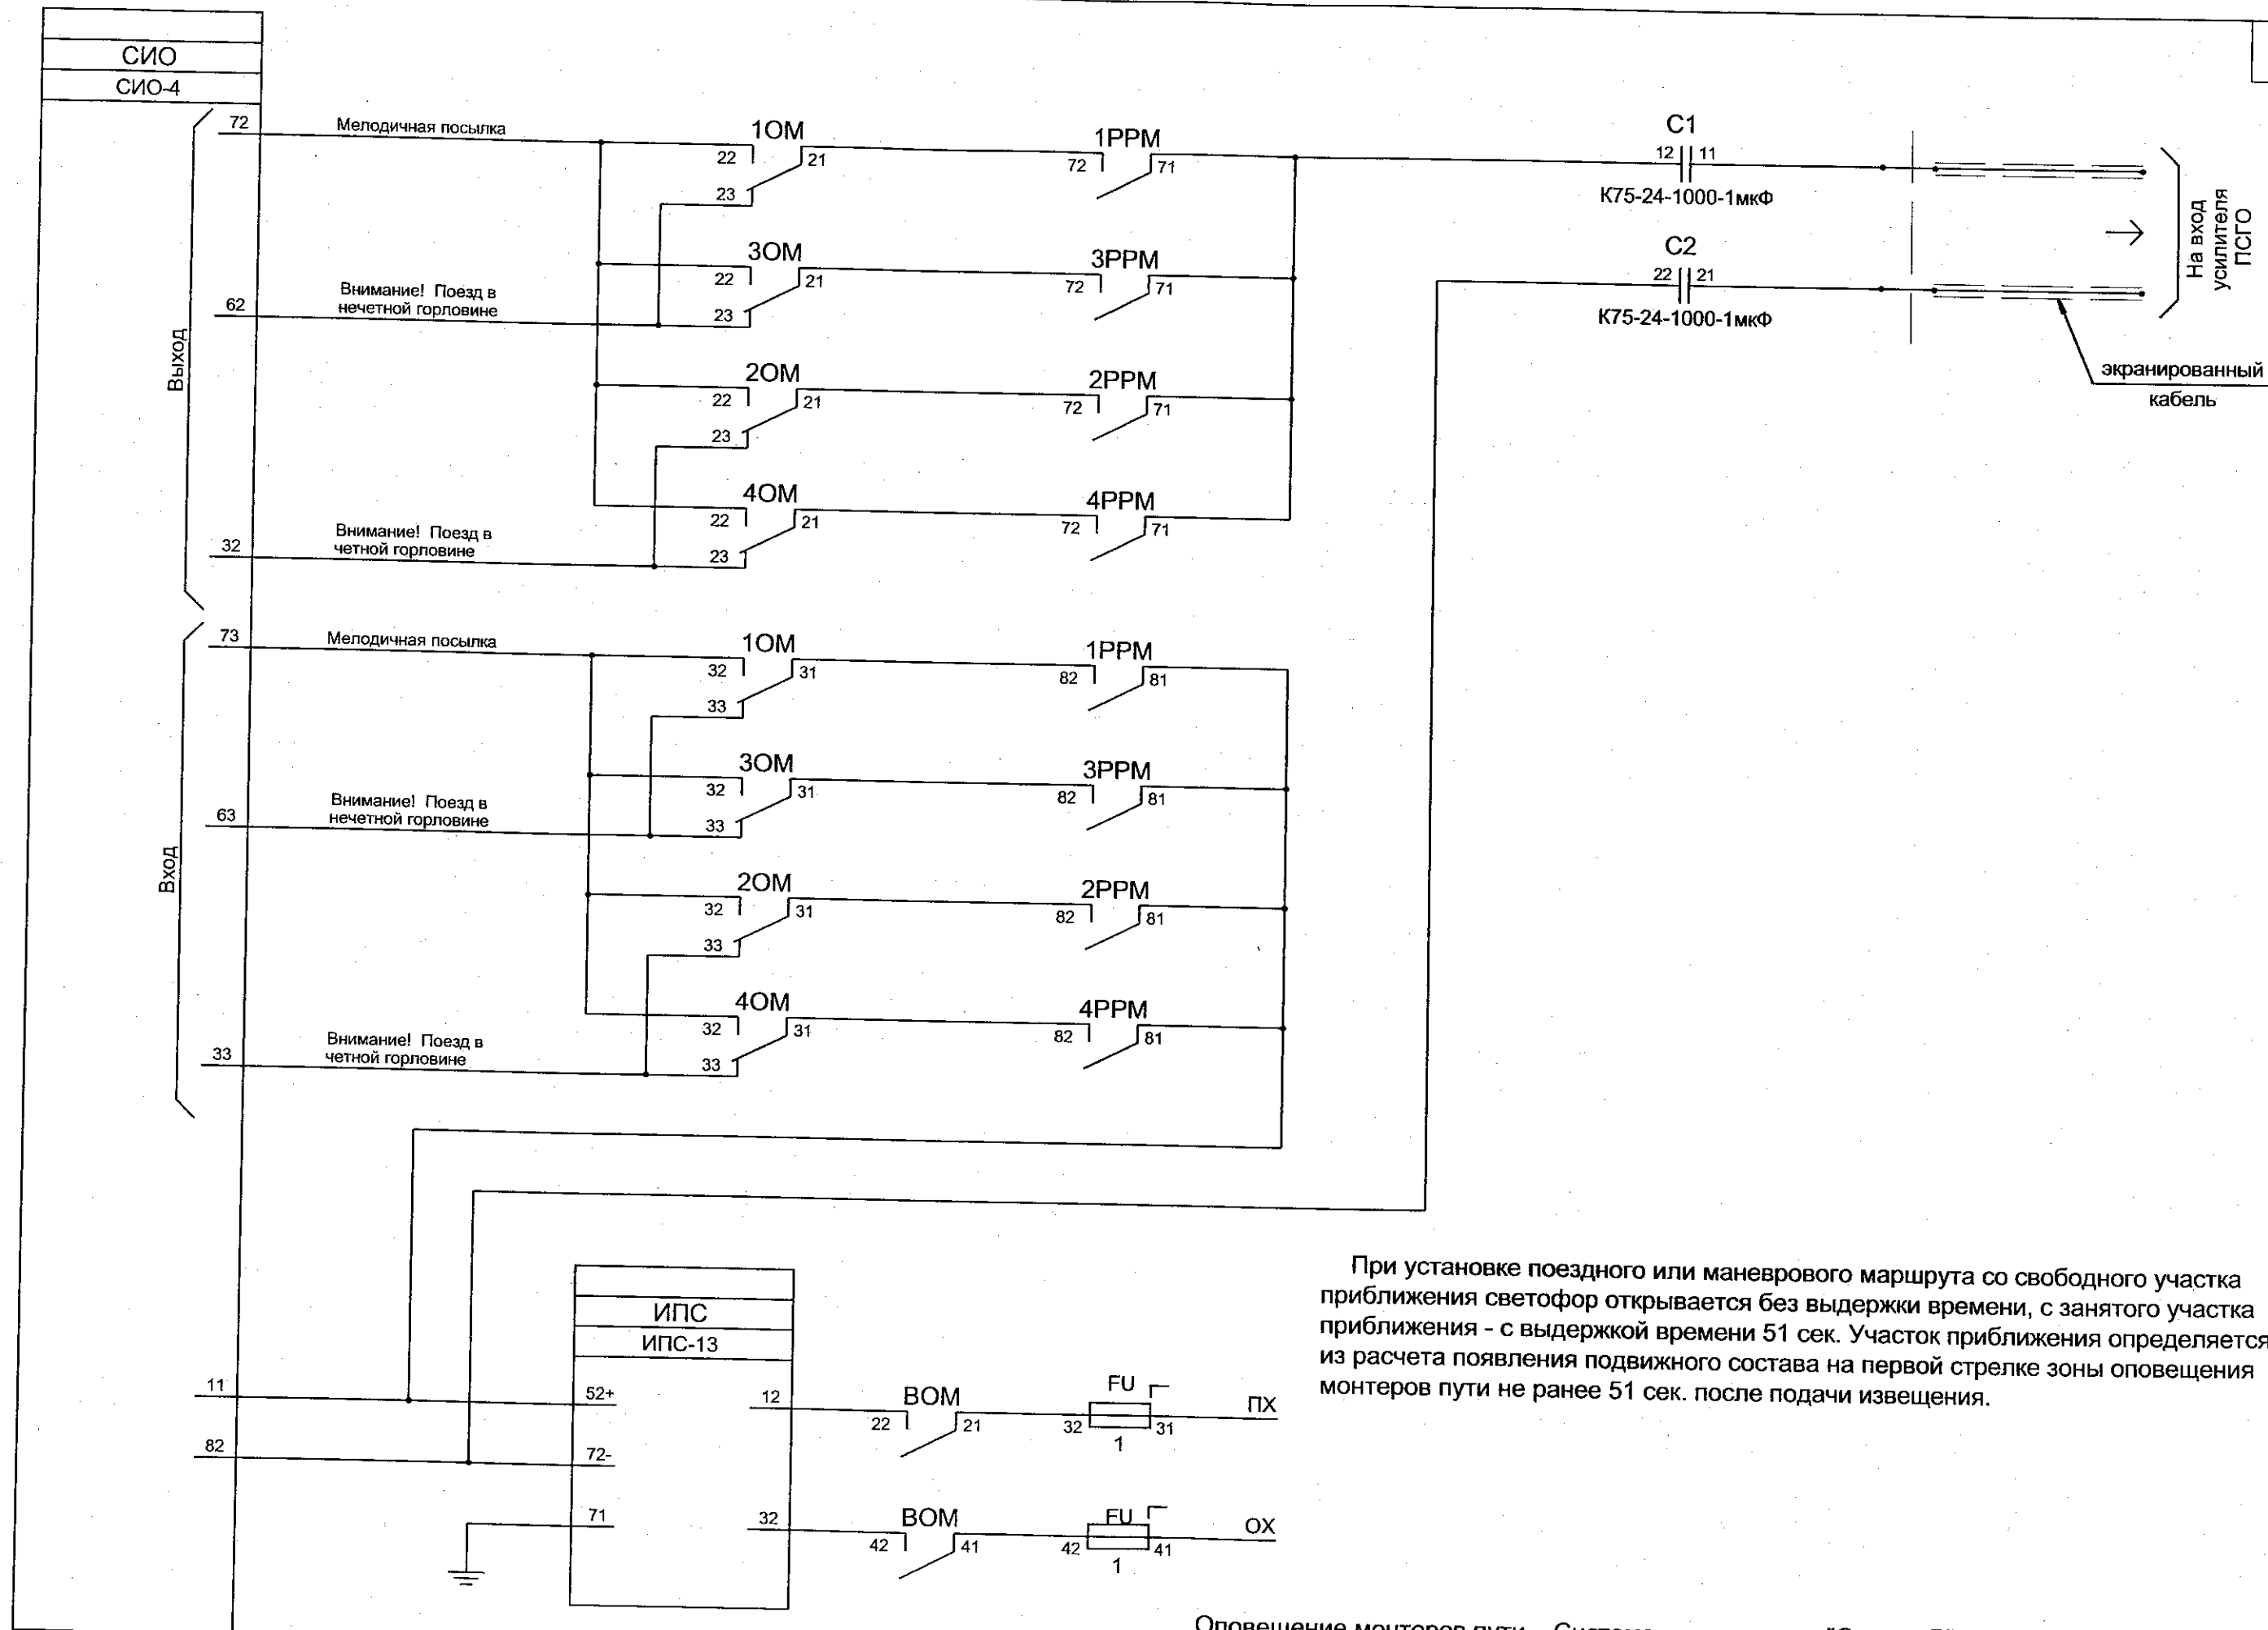 СИО
СИО-4
72
Мелодичная посылка
1ОМ
22
21
23
1РРМ
72
71
С1
12
11
К75-24-1000-1мкФ
На вход
усилителя
ПСГО
3ОМ
22
21
23
3РРМ
72
71
С2
22
21
К75-24-1000-1мкФ
62
Внимание! Поезд в
нечетной горловине
Выход
экранированный
кабель
2ОМ
22
21
23
2РРМ
72
71
4ОМ
22
21
23
4РРМ
72
71
32
Внимание! Поезд в
четной горловине
73
Мелодичная посылка
1ОМ
32
31
33
1РРМ
82
81
3ОМ
32
31
33
3РРМ
82
81
63
Внимание! Поезд в
нечетной горловине
Вход
2ОМ
32
31
33
2РРМ
82
81
4ОМ
32
31
33
4РРМ
82
81
33
Внимание! Поезд в
четной горловине
ИПС
ИПС-13
11
52+
12
22
ВОМ
21
FU
32
31
1
ПХ
82
72-
71
32
42
ВОМ
41
FU
42
41
1
ОХ
При установке поездного или маневрового маршрута со свободного участка
приближения светофор открывается без выдержки времени, с занятого участка
приближения - с выдержкой времени 51 сек. Участок приближения определяется
из расчета появления подвижного состава на первой стрелке зоны оповещения
монтеров пути не ранее 51 сек. после подачи извещения.
Оповещение монтеров пути